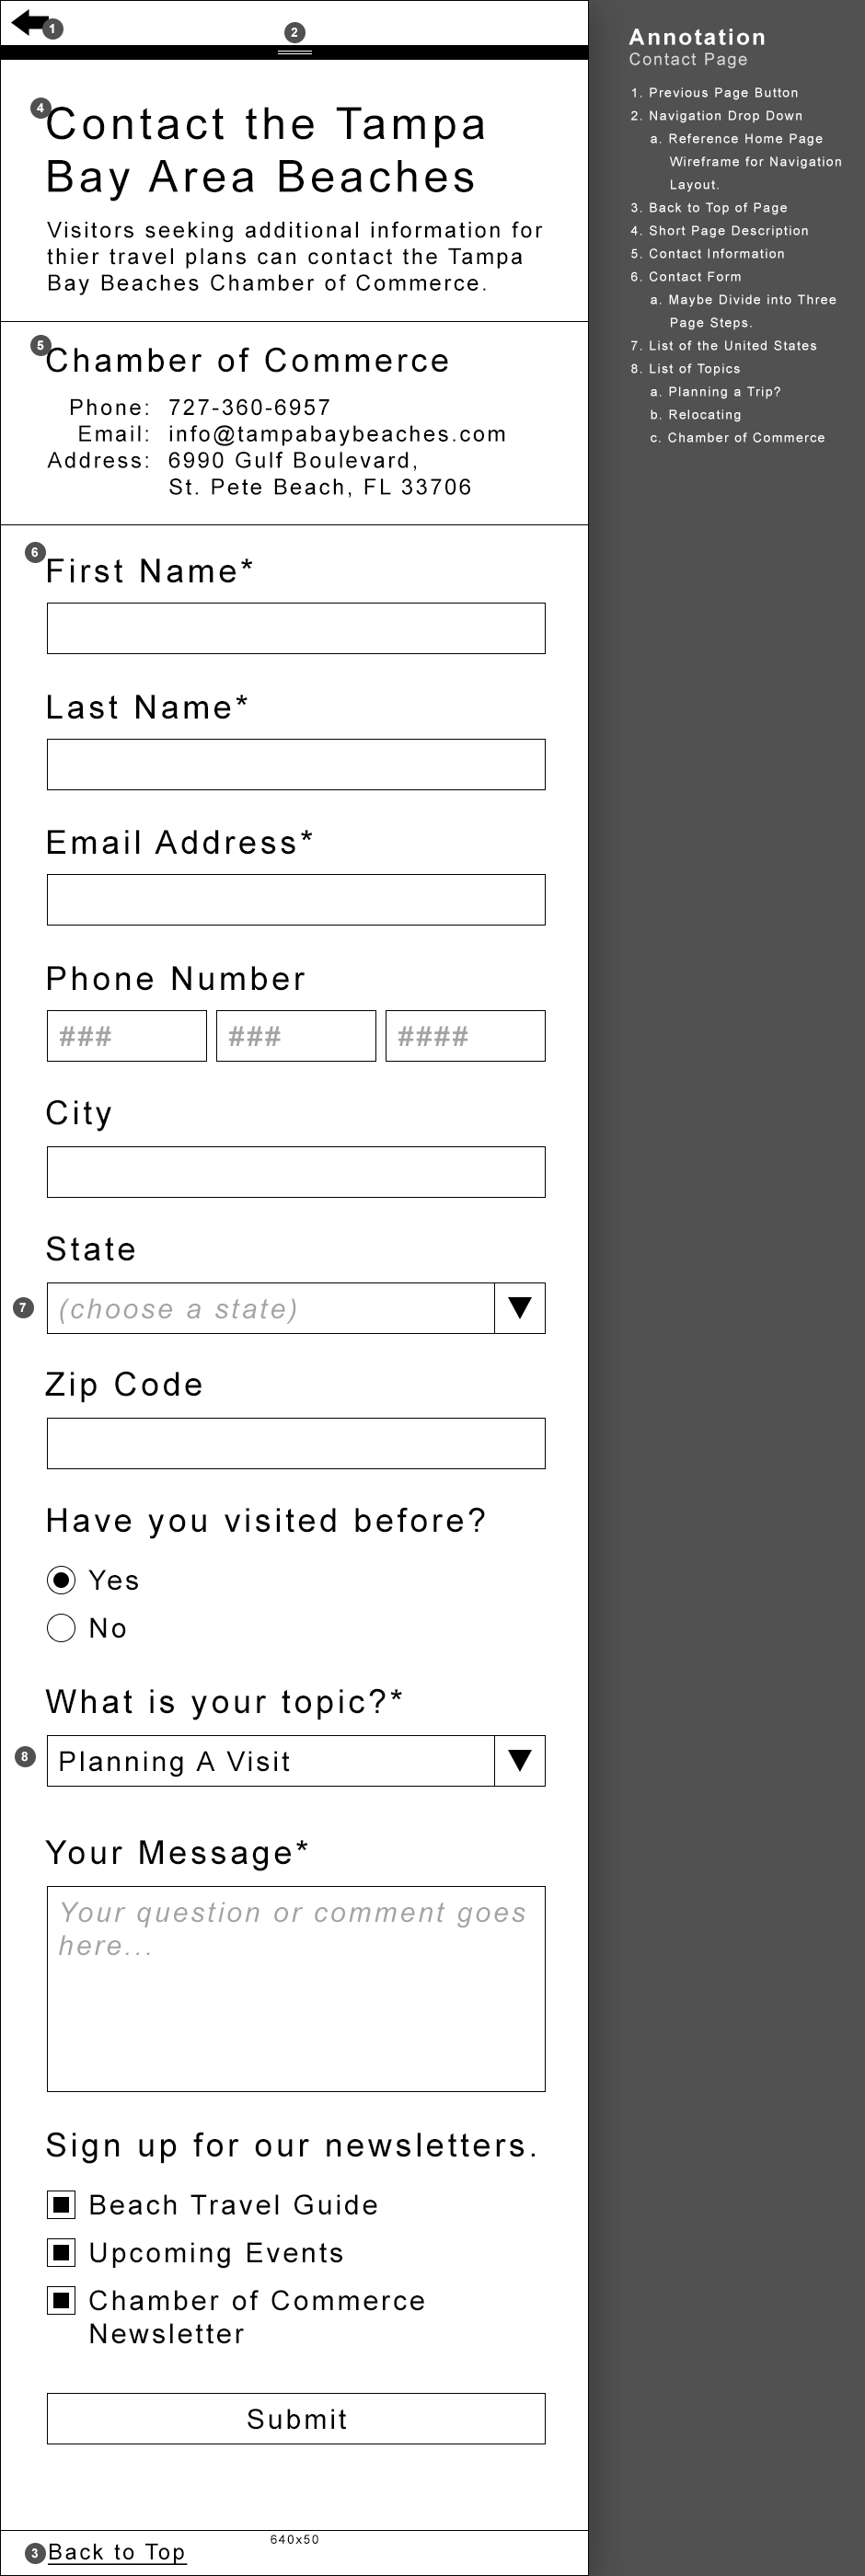 1
2
4
Contact the Tampa
Bay Area Beaches
Visitors seeking additional information for
thier travel plans can contact the Tampa
Bay Beaches Chamber of Commerce.
5
Chamber of Commerce
Phone: 727-360-6957
Email: info@tampabaybeaches.com
Address: 6990 Gulf Boulevard,
St. Pete Beach, FL 33706
6
First Name*
Last Name*
Email Address*
Phone Number
### ### ####
City
State
7
(choose a state)
Zip Code
Have you visited before?
Yes
No
What is your topic?*
8
Planning A Visit
Your Message*
Your question or comment goes
here...
Sign up for our newsletters.
Beach Travel Guide
Upcoming Events
Chamber of Commerce
Newsletter
Submit
640x50
3
Back to Top
Annotation
Contact Page
1. Previous Page Button
2. Navigation Drop Down
a. Reference Home Page
Wireframe for Navigation
Layout.
3. Back to Top of Page
4. Short Page Description
5. Contact Information
6. Contact Form
a. Maybe Divide into Three
Page Steps.
7. List of the United States
8. List of Topics
a. Planning a Trip?
b. Relocating
c. Chamber of Commerce